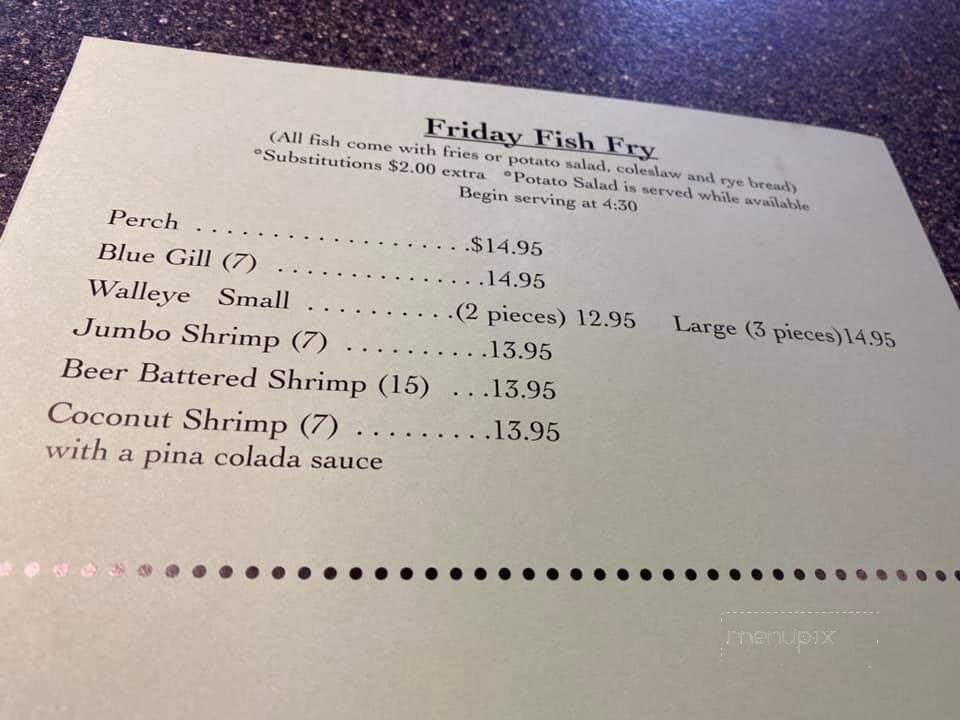 Friday Fish Fry
(All fish come with fries or potato salad, coleslaw and rye bread)
°Substitutions $2.00 extra °Potato Salad is served while available
Begin serving at 4:30
Perch . . . . . . . . . . . . . . . . . . . .$14.95
Blue Gill (7) . . . . . . . . . . . . . . .14.95
Walleye Small . . . . . . . . . .(2 pieces) 12.95 Large (3 pieces)14.95
Jumbo Shrimp (7) . . . . . . . . . .13.95
Beer Battered Shrimp (15) . . .13.95
Coconut Shrimp (7) . . . . . . . . .13.95
with a pina colada sauce
menupix